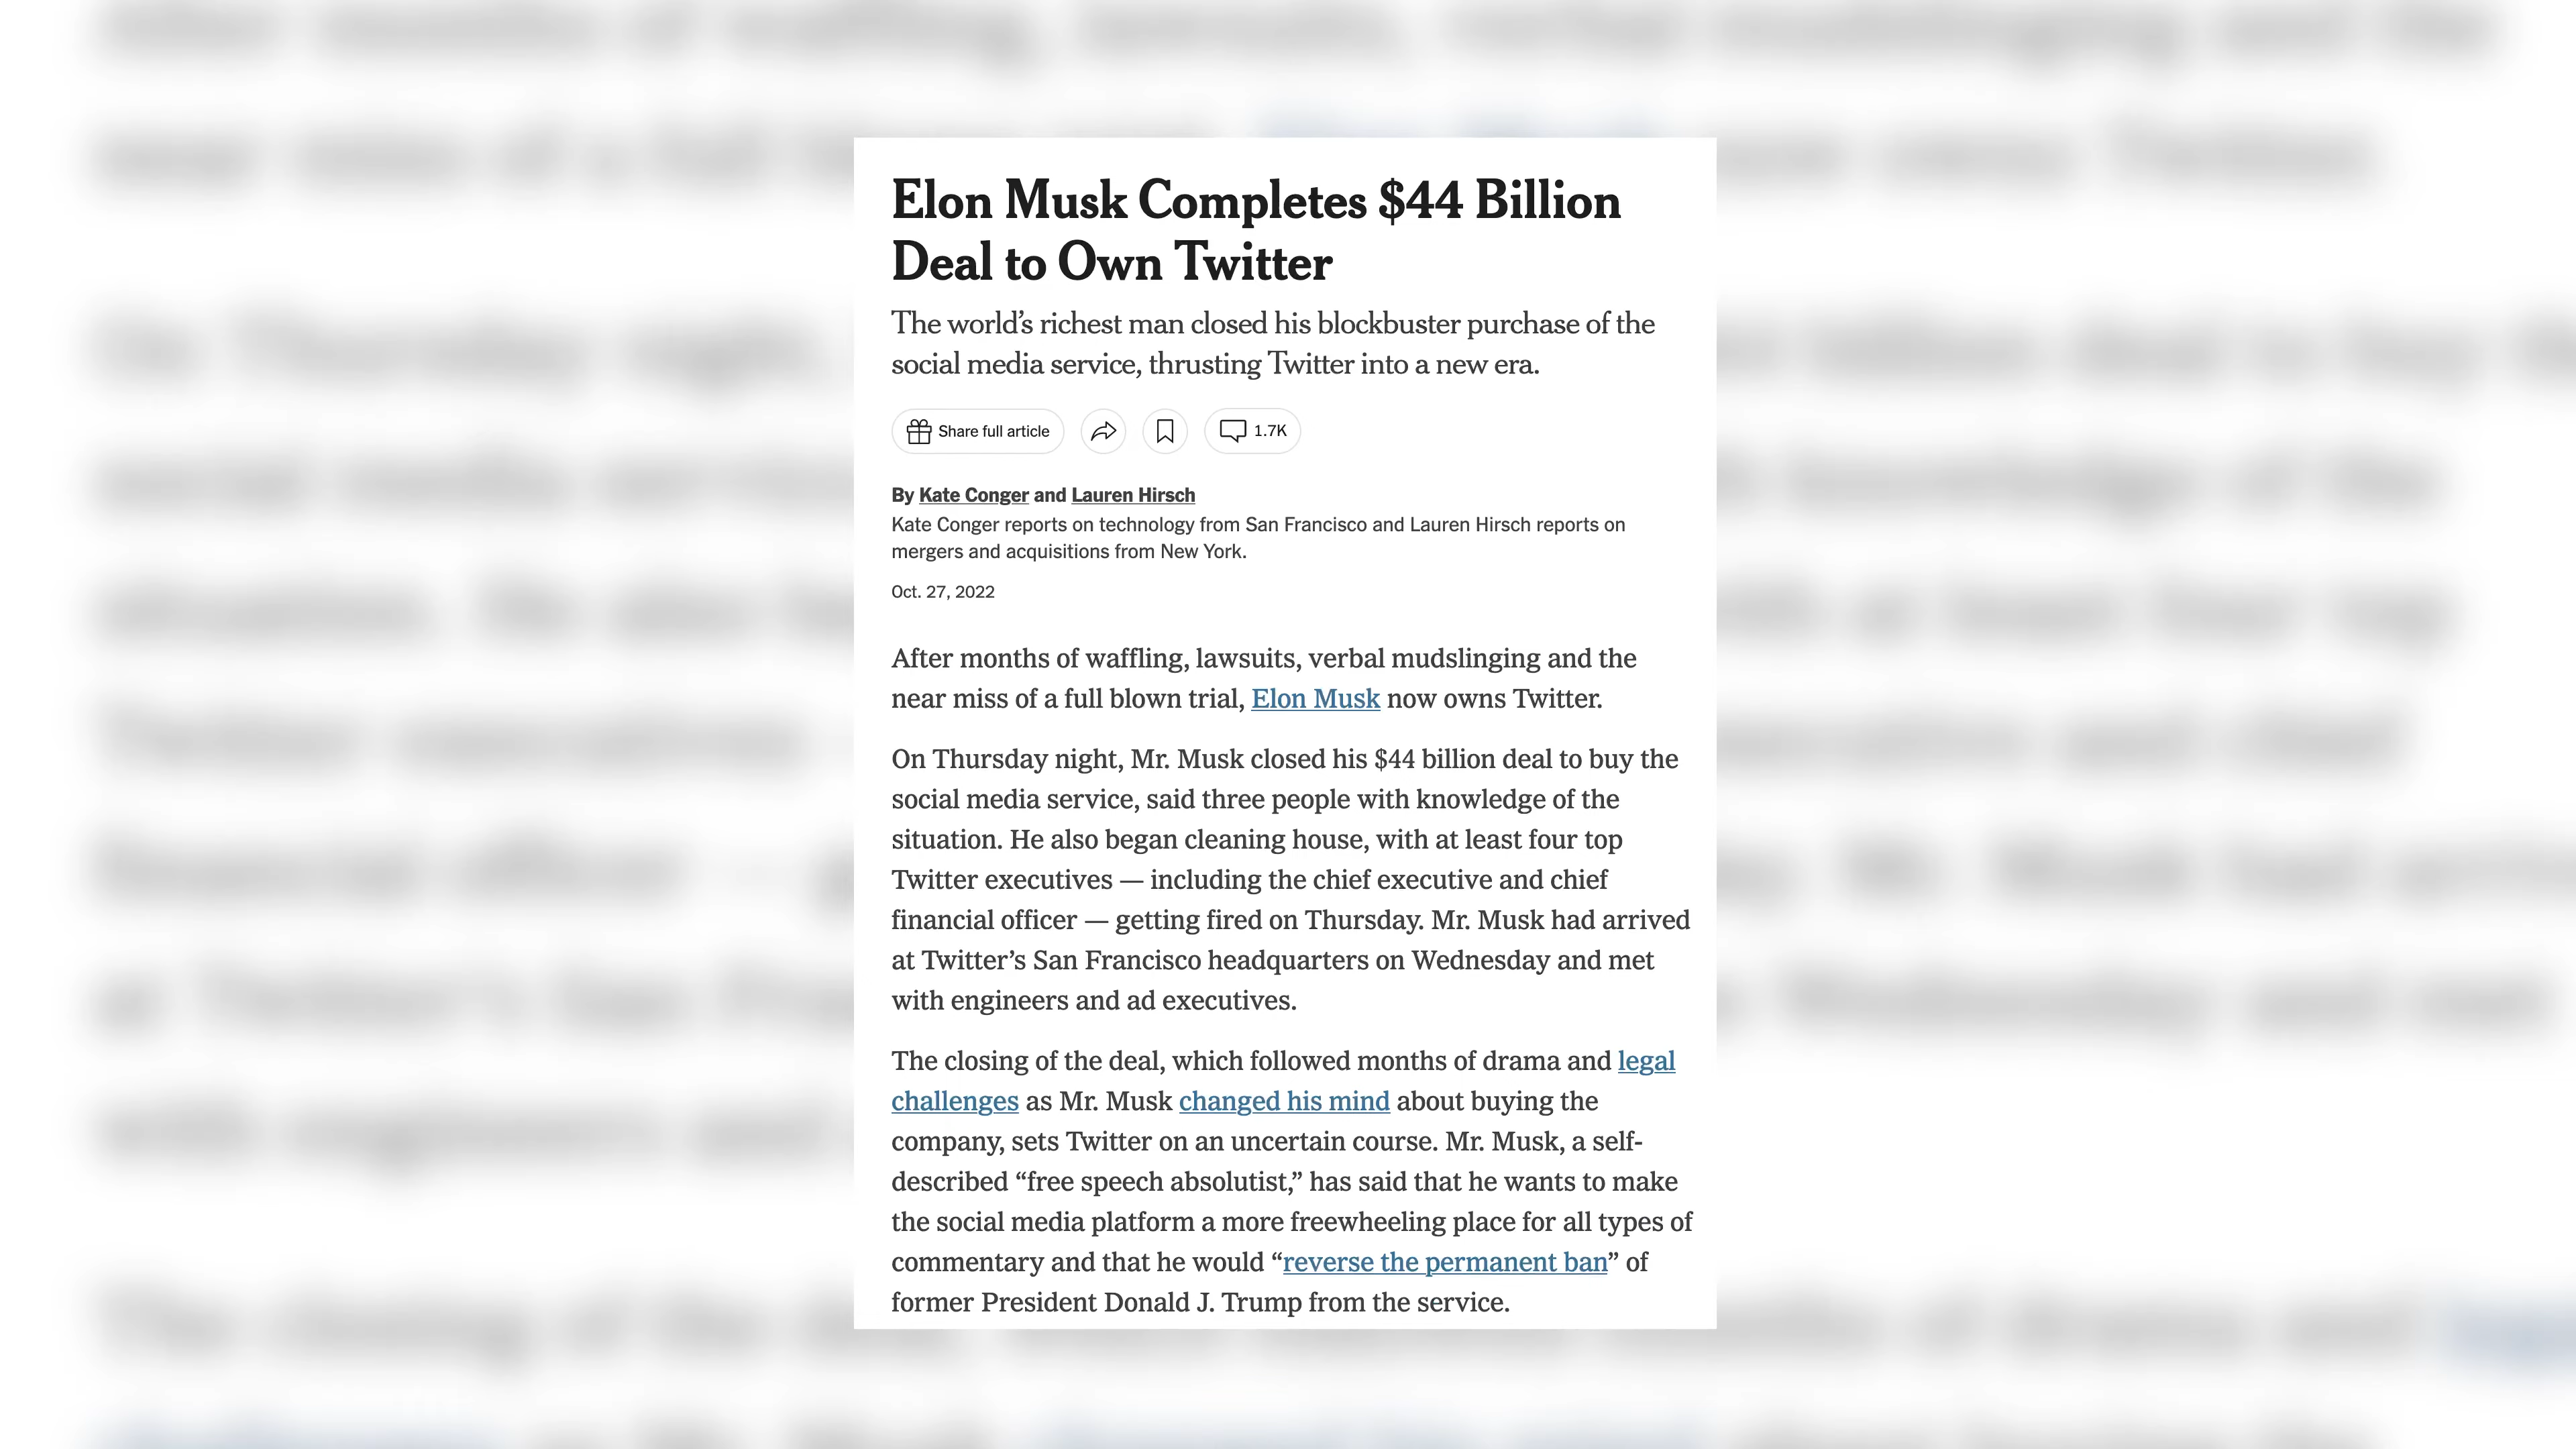 Elon Musk Completes $44 Billion
Deal to Own Twitter
The world’s richest man closed his blockbuster purchase of the
social media service, thrusting Twitter into a new era.
Share full article 1.7K
By Kate Conger and Lauren Hirsch
Kate Conger reports on technology from San Francisco and Lauren Hirsch reports on
mergers and acquisitions from New York.
Oct. 27, 2022
After months of waffling, lawsuits, verbal mudslinging and the
near miss of a full blown trial, Elon Musk now owns Twitter.
On Thursday night, Mr. Musk closed his $44 billion deal to buy the
social media service, said three people with knowledge of the
situation. He also began cleaning house, with at least four top
Twitter executives — including the chief executive and chief
financial officer — getting fired on Thursday. Mr. Musk had arrived
at Twitter’s San Francisco headquarters on Wednesday and met
with engineers and ad executives.
The closing of the deal, which followed months of drama and legal
challenges as Mr. Musk changed his mind about buying the
company, sets Twitter on an uncertain course. Mr. Musk, a self-
described “free speech absolutist,” has said that he wants to make
the social media platform a more freewheeling place for all types of
commentary and that he would “reverse the permanent ban” of
former President Donald J. Trump from the service.